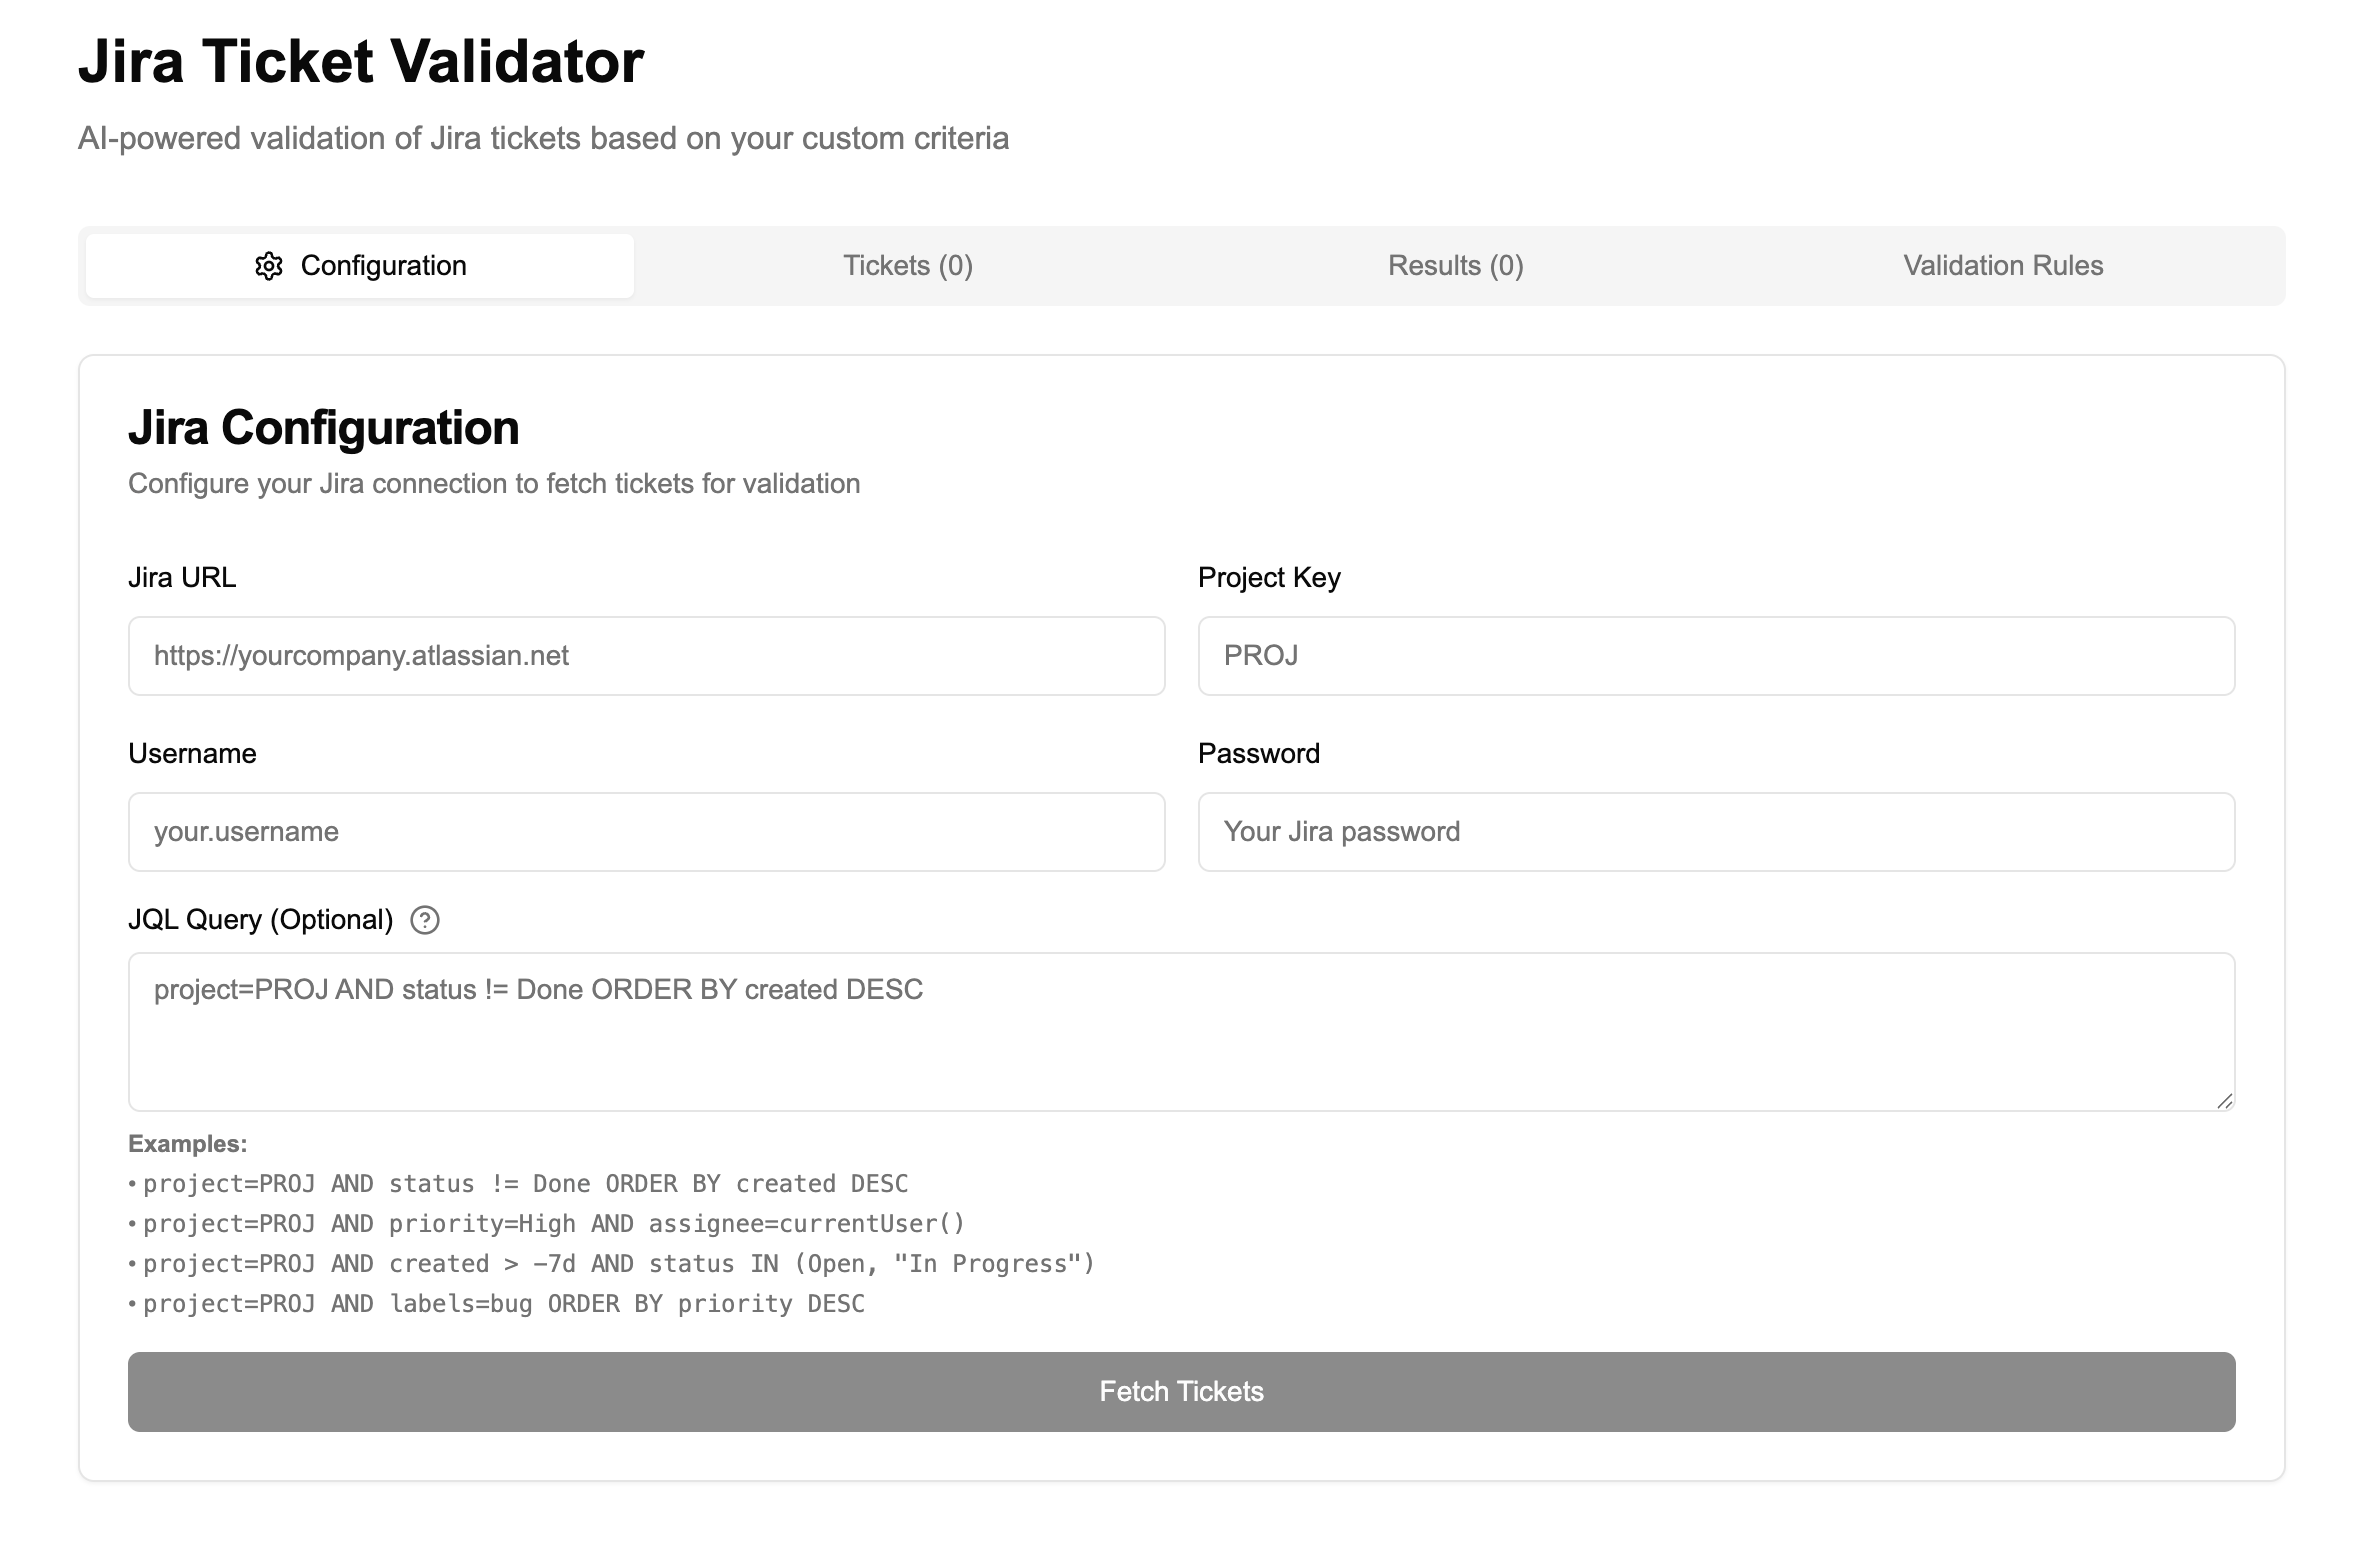 Jira Ticket Validator
AI-powered validation of Jira tickets based on your custom criteria
Configuration
Tickets (0)
Results (0)
Validation Rules
Jira Configuration
Configure your Jira connection to fetch tickets for validation
Jira URL
https://yourcompany.atlassian.net
Project Key
PROJ
Username
your.username
Password
Your Jira password
JQL Query (Optional) ?
project=PROJ AND status != Done ORDER BY created DESC
Examples:
• project=PROJ AND status != Done ORDER BY created DESC
• project=PROJ AND priority=High AND assignee=currentUser()
• project=PROJ AND created > -7d AND status IN (Open, "In Progress")
• project=PROJ AND labels=bug ORDER BY priority DESC
Fetch Tickets